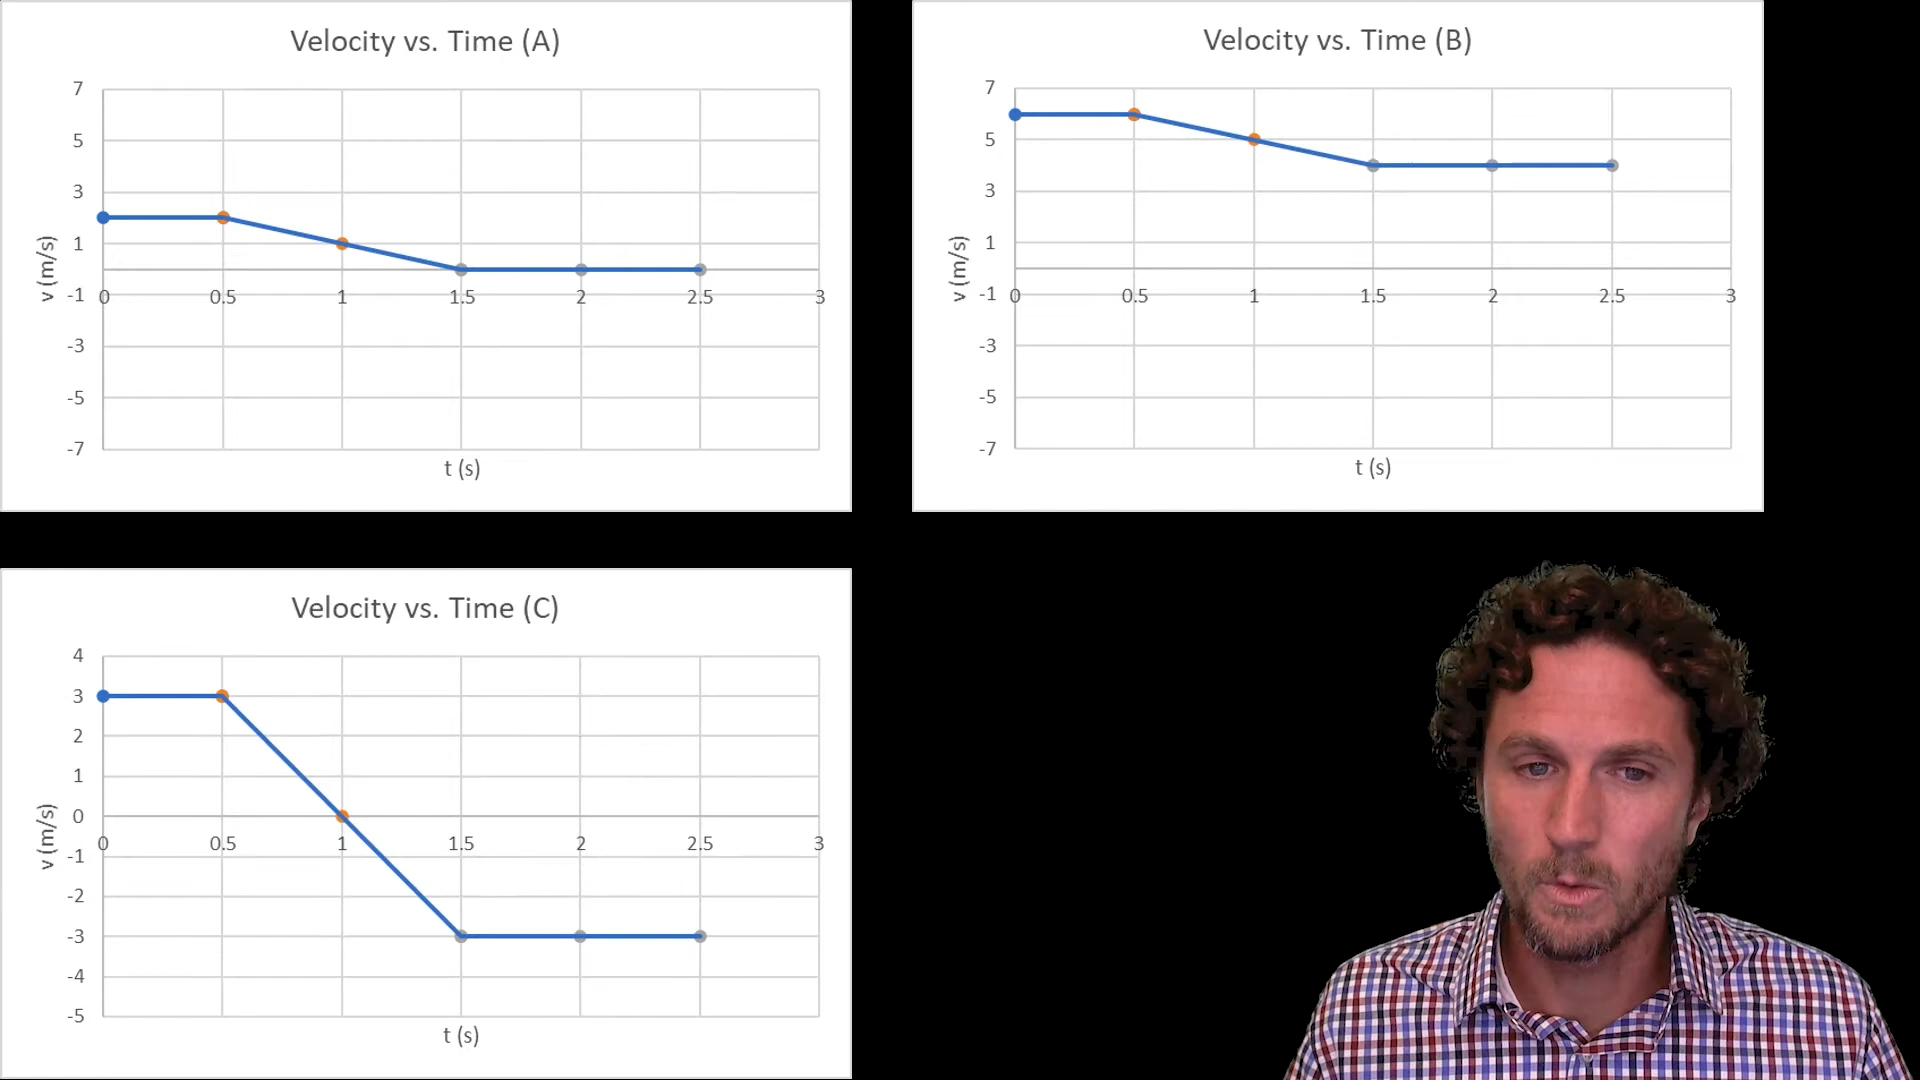 Velocity vs. Time (A)
7
5
3
1
-1
-3
-5
-7
0 0.5 1 1.5 2 2.5 3
v (m/s)
t (s)
Velocity vs. Time (B)
7
5
3
1
-1
-3
-5
-7
0 0.5 1 1.5 2 2.5 3
v (m/s)
t (s)
Velocity vs. Time (C)
4
3
2
1
0
-1
-2
-3
-4
-5
0 0.5 1 1.5 2 2.5 3
v (m/s)
t (s)